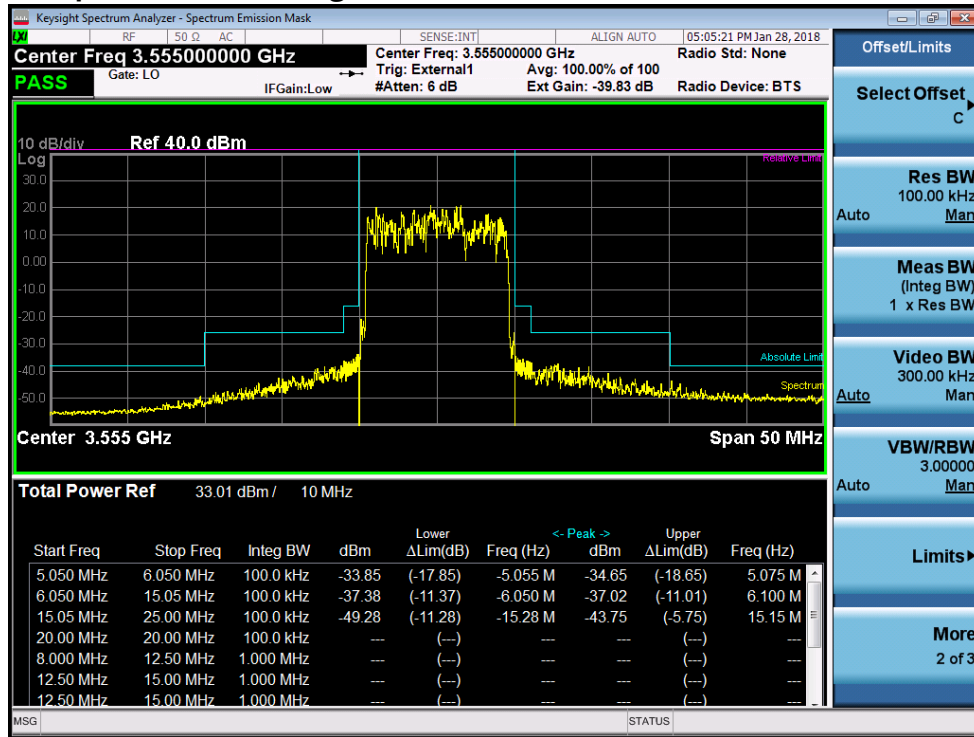 Keysight Spectrum Analyzer - Spectrum Emission Mask
LXI RF 50 Ω AC SENSE:INT ALIGN AUTO 05:05:21 PM Jan 28, 2018
Center Freq 3.555000000 GHz
Center Freq: 3.555000000 GHz Radio Std: None
Gate: LO Trig: External1 Avg: 100.00% of 100
PASS IFGain:Low #Atten: 6 dB Ext Gain: -39.83 dB Radio Device: BTS
10 dB/div Ref 40.0 dBm
Log
Relative Limit
30.0
20.0
10.0
0.00
-10.0
-20.0
-30.0
Absolute Limit
-40.0
Spectrum
-50.0
Center 3.555 GHz Span 50 MHz
Total Power Ref 33.01 dBm / 10 MHz
Lower <- Peak -> Upper
Start Freq Stop Freq Integ BW dBm ΔLim(dB) Freq (Hz) dBm ΔLim(dB) Freq (Hz)
5.050 MHz 6.050 MHz 100.0 kHz -33.85 (-17.85) -5.055 M -34.65 (-18.65) 5.075 M
6.050 MHz 15.05 MHz 100.0 kHz -37.38 (-11.37) -6.050 M -37.02 (-11.01) 6.100 M
15.05 MHz 25.00 MHz 100.0 kHz -49.28 (-11.28) -15.28 M -43.75 (-5.75) 15.15 M
20.00 MHz 20.00 MHz 100.0 kHz --- (---) --- --- (---) ---
8.000 MHz 12.50 MHz 1.000 MHz --- (---) --- --- (---) ---
12.50 MHz 15.00 MHz 1.000 MHz --- (---) --- --- (---) ---
12.50 MHz 15.00 MHz 1.000 MHz --- (---) --- --- (---) ---
MSG STATUS
Offset/Limits
Select Offset
C
Res BW
100.00 kHz
Auto Man
Meas BW
(Integ BW)
1 x Res BW
Video BW
300.00 kHz
Auto Man
VBW/RBW
3.00000
Auto Man
Limits
More
2 of 3